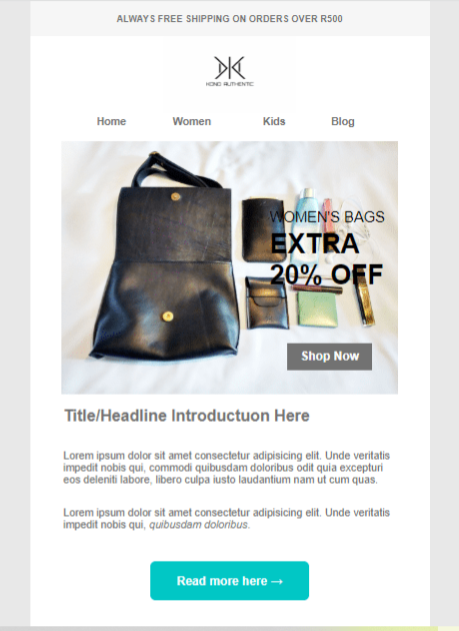 ALWAYS FREE SHIPPING ON ORDERS OVER R500
KONO AUTHENTIC
Home Women Kids Blog
WOMEN'S BAGS
EXTRA
20% OFF
Shop Now
Title/Headline Introductuon Here
Lorem ipsum dolor sit amet consectetur adipisicing elit. Unde veritatis
impedit nobis qui, commodi quibusdam doloribus odit quia excepturi
eos deleniti labore, libero culpa iusto laudantium nam ut cum quas.
Lorem ipsum dolor sit amet consectetur adipisicing elit. Unde veritatis
impedit nobis qui, quibusdam doloribus.
Read more here →